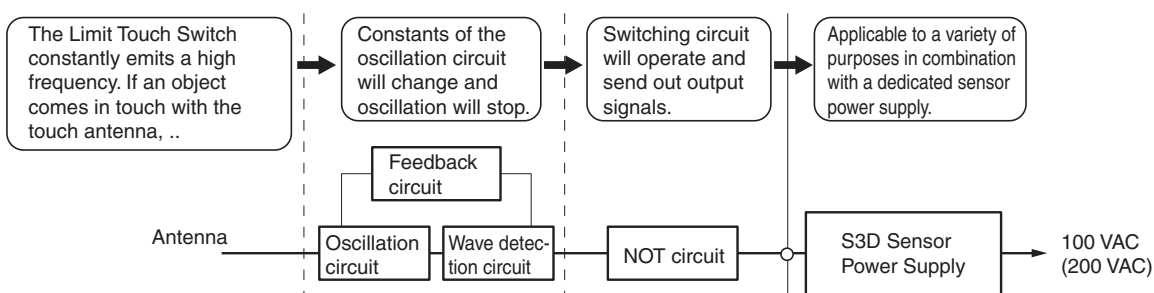 The Limit Touch Switch
constantly emits a high
frequency. If an object
comes in touch with the
touch antenna, ..
Constants of the
oscillation circuit
will change and
oscillation will stop.
Switching circuit
will operate and
send out output
signals.
Applicable to a variety of
purposes in combination
with a dedicated sensor
power supply.
Feedback
circuit
Antenna
Oscillation
circuit
Wave detec-
tion circuit
NOT circuit
S3D Sensor
Power Supply
100 VAC
(200 VAC)